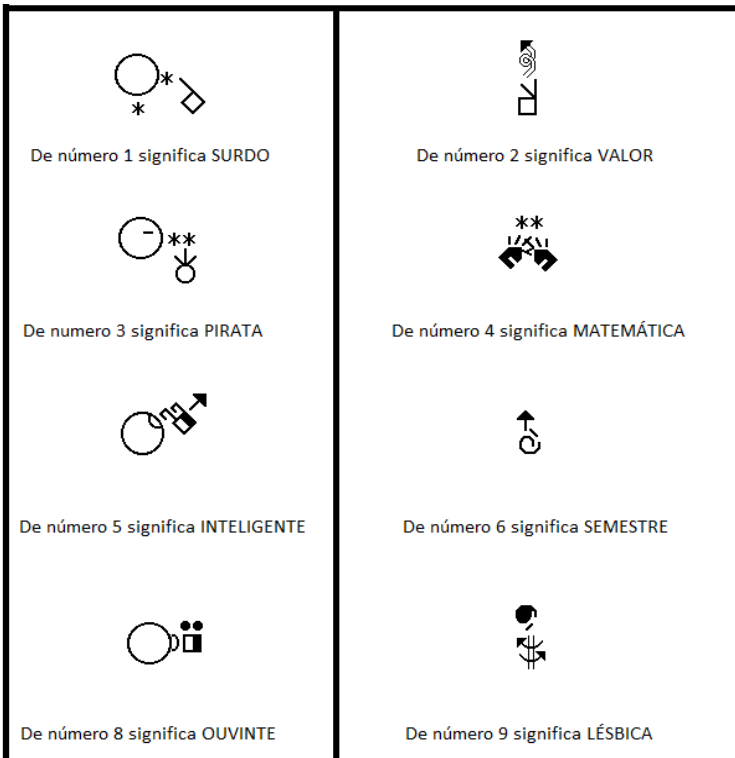 De número 1 significa SURDO
De número 2 significa VALOR
De numero 3 significa PIRATA
De número 4 significa MATEMÁTICA
De número 5 significa INTELIGENTE
De número 6 significa SEMESTRE
De número 8 significa OUVINTE
De número 9 significa LÉSBICA